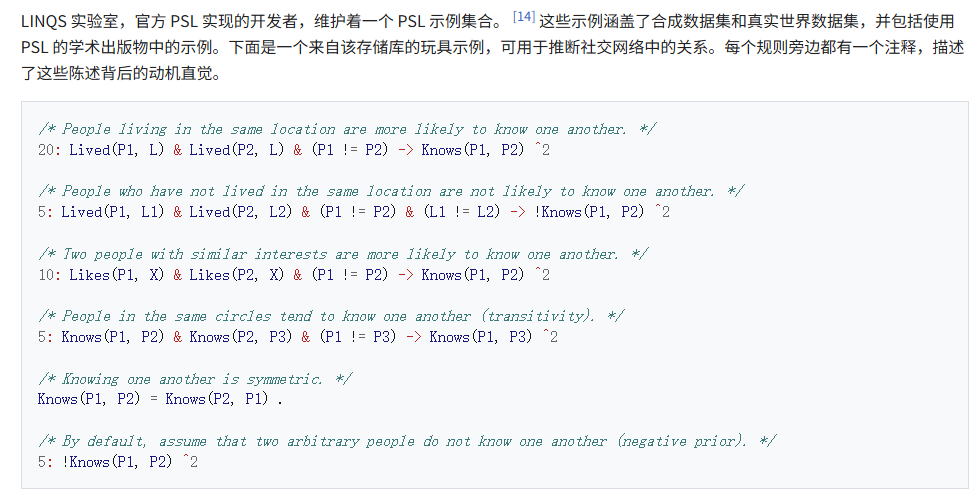 LINQS 实验室，官方 PSL 实现的开发者，维护着一个 PSL 示例集合。 [14] 这些示例涵盖了合成数据集和真实世界数据集，并包括使用
PSL 的学术出版物中的示例。下面是一个来自该存储库的玩具示例，可用于推断社交网络中的关系。每个规则旁边都有一个注释，描述
了这些陈述背后的动机直觉。
/* People living in the same location are more likely to know one another. */
20: Lived(P1, L) & Lived(P2, L) & (P1 != P2) -> Knows(P1, P2) ^2
/* People who have not lived in the same location are not likely to know one another. */
5: Lived(P1, L1) & Lived(P2, L2) & (P1 != P2) & (L1 != L2) -> !Knows(P1, P2) ^2
/* Two people with similar interests are more likely to know one another. */
10: Likes(P1, X) & Likes(P2, X) & (P1 != P2) -> Knows(P1, P2) ^2
/* People in the same circles tend to know one another (transitivity). */
5: Knows(P1, P2) & Knows(P2, P3) & (P1 != P3) -> Knows(P1, P3) ^2
/* Knowing one another is symmetric. */
Knows(P1, P2) = Knows(P2, P1) .
/* By default, assume that two arbitrary people do not know one another (negative prior). */
5: !Knows(P1, P2) ^2